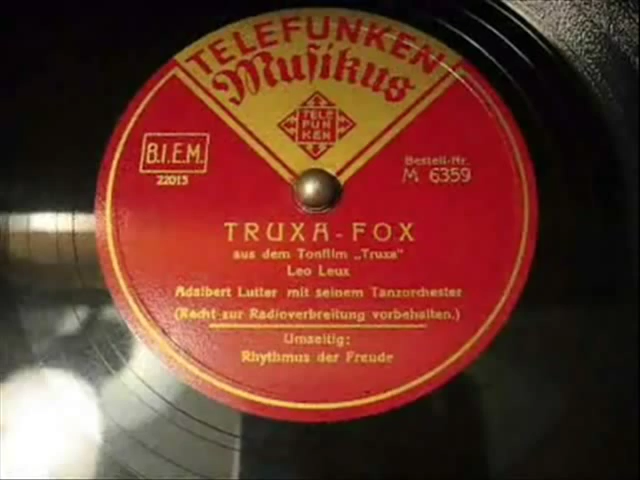 TELEFUNKEN
Musikus
TELE
FUN
KEN
B.I.E.M.
22013
Bestell-Nr.
M 6359
TRUXA-FOX
aus dem Tonfilm „Truxa"
Leo Leux
Adalbert Lutter mit seinem Tanzorchester
(Recht zur Radioverbreitung vorbehalten.)
Umseitig:
Rhythmus der Freude